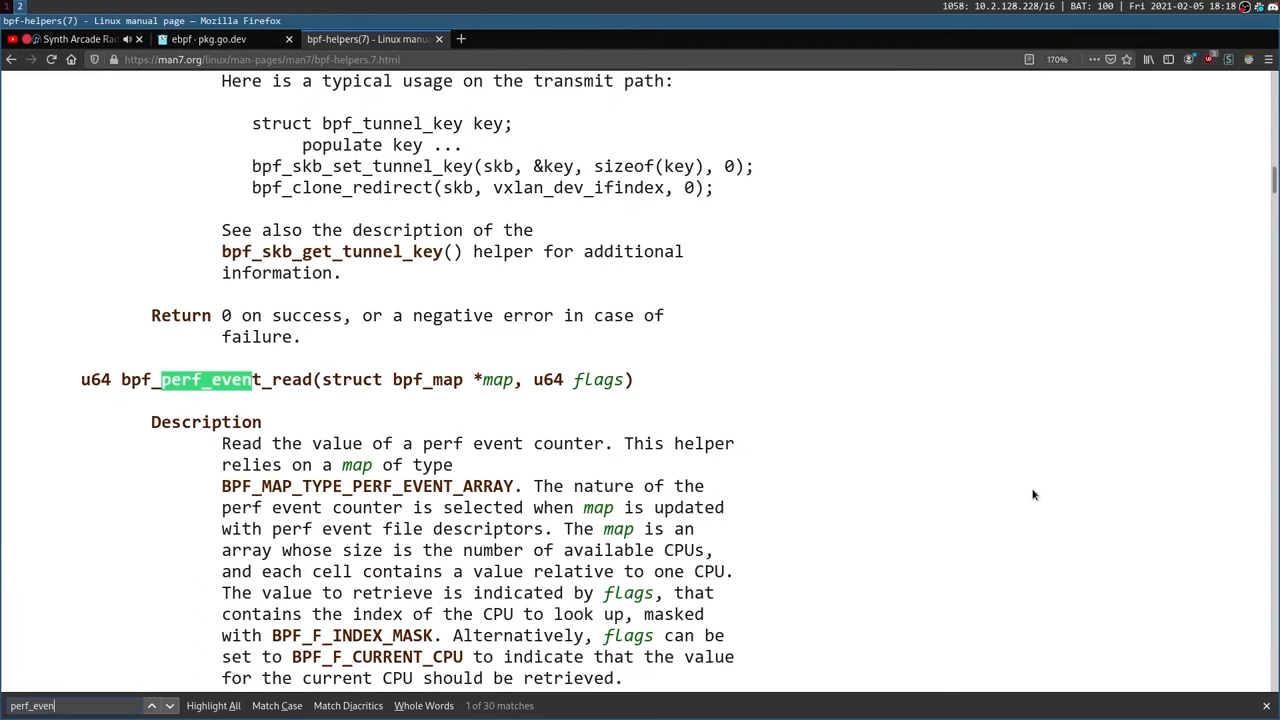 1 2 1058: 10.2.128.228/16 | BAT: 100 | Fri 2021-02-05 18:18
bpf-helpers(7) - Linux manual page — Mozilla Firefox
Synth Arcade Ra ebpf · pkg.go.dev bpf-helpers(7) - Linux manu
https://man7.org/linux/man-pages/man7/bpf-helpers.7.html 170%
Here is a typical usage on the transmit path:
struct bpf_tunnel_key key;
populate key ...
bpf_skb_set_tunnel_key(skb, &key, sizeof(key), 0);
bpf_clone_redirect(skb, vxlan_dev_ifindex, 0);
See also the description of the
bpf_skb_get_tunnel_key() helper for additional
information.
Return 0 on success, or a negative error in case of
failure.
u64 bpf_perf_event_read(struct bpf_map *map, u64 flags)
Description
Read the value of a perf event counter. This helper
relies on a map of type
BPF_MAP_TYPE_PERF_EVENT_ARRAY. The nature of the
perf event counter is selected when map is updated
with perf event file descriptors. The map is an
array whose size is the number of available CPUs,
and each cell contains a value relative to one CPU.
The value to retrieve is indicated by flags, that
contains the index of the CPU to look up, masked
with BPF_F_INDEX_MASK. Alternatively, flags can be
set to BPF_F_CURRENT_CPU to indicate that the value
for the current CPU should be retrieved.
perf_even Highlight All Match Case Match Diacritics Whole Words 1 of 30 matches